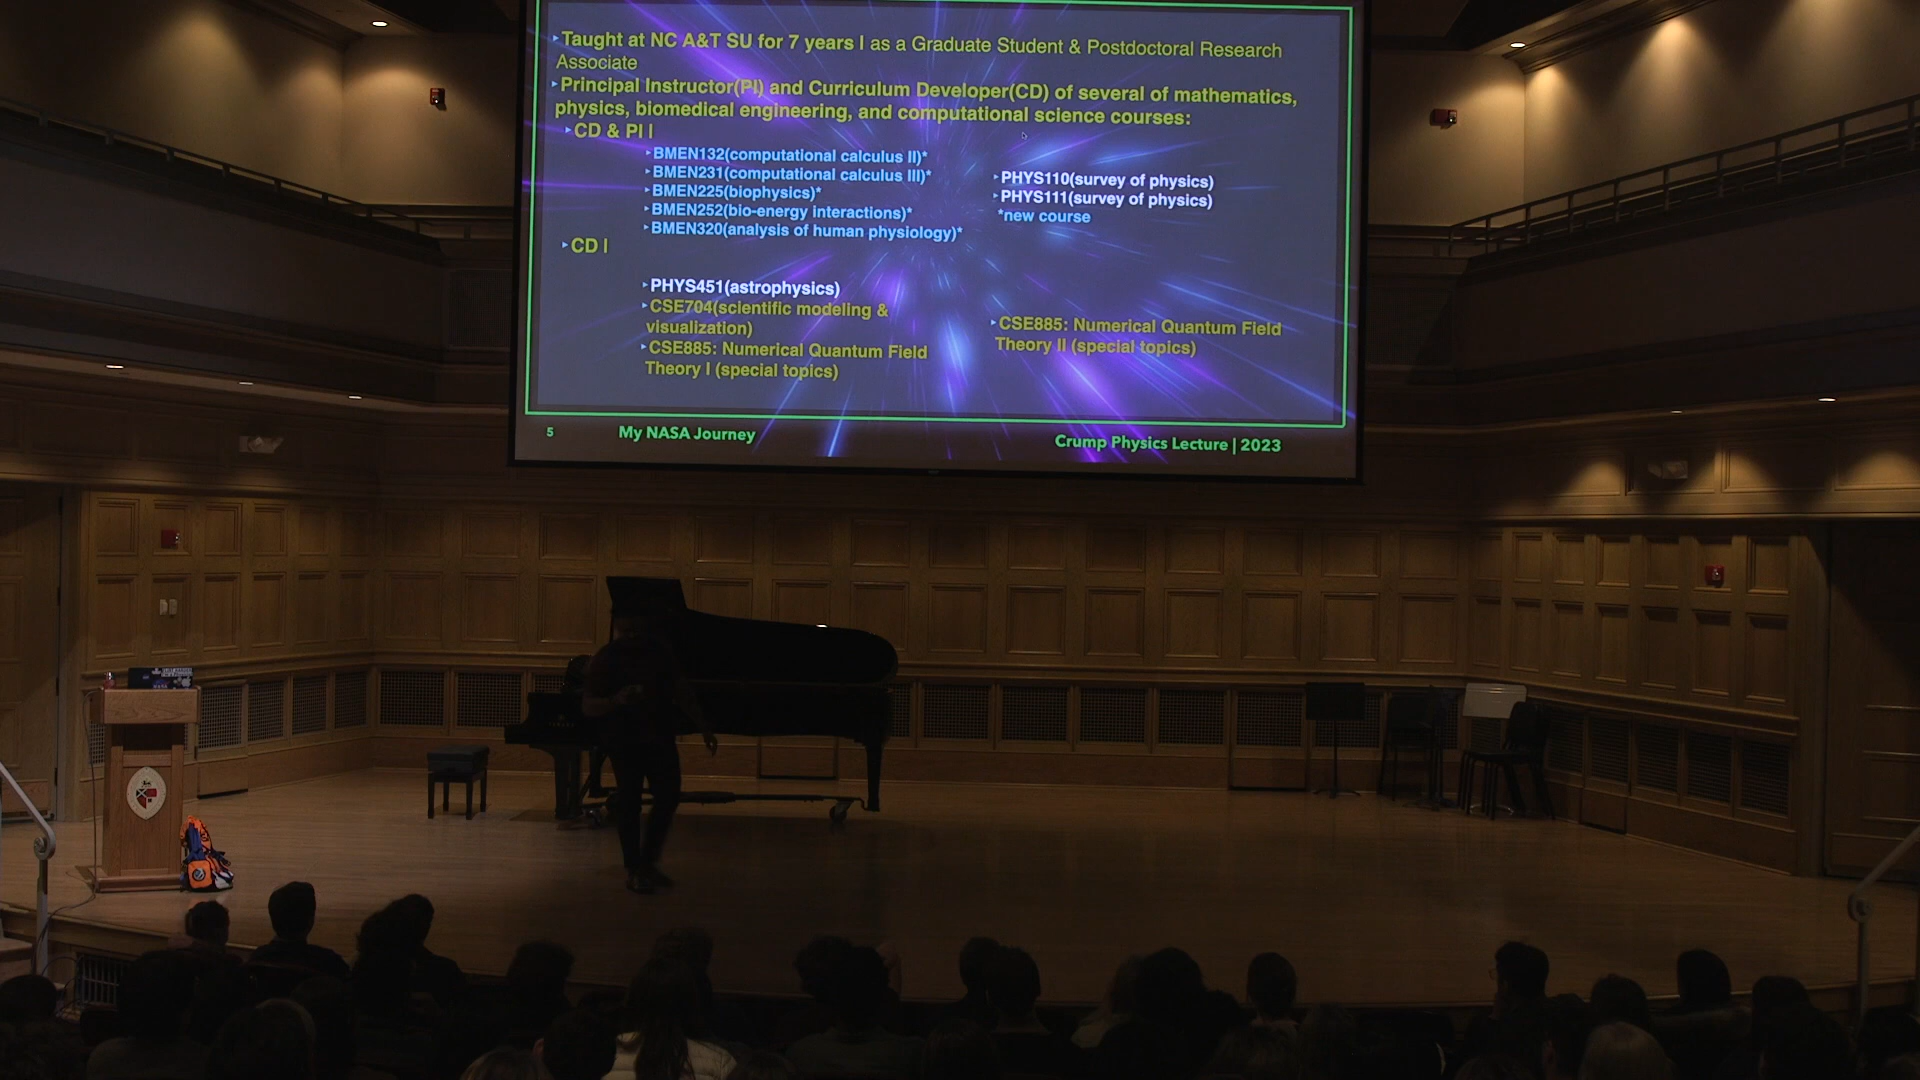 Taught at NC A&T SU for 7 years | as a Graduate Student & Postdoctoral Research
Associate
Principal Instructor(PI) and Curriculum Developer(CD) of several of mathematics,
physics, biomedical engineering, and computational science courses:
CD & PI |
BMEN132(computational calculus II)*
BMEN231(computational calculus III)*
BMEN225(biophysics)*
BMEN252(bio-energy interactions)*
BMEN320(analysis of human physiology)*
PHYS110(survey of physics)
PHYS111(survey of physics)
*new course
CD |
PHYS451(astrophysics)
CSE704(scientific modeling &
visualization)
CSE885: Numerical Quantum Field
Theory I (special topics)
CSE885: Numerical Quantum Field
Theory II (special topics)
5
My NASA Journey
Crump Physics Lecture | 2023